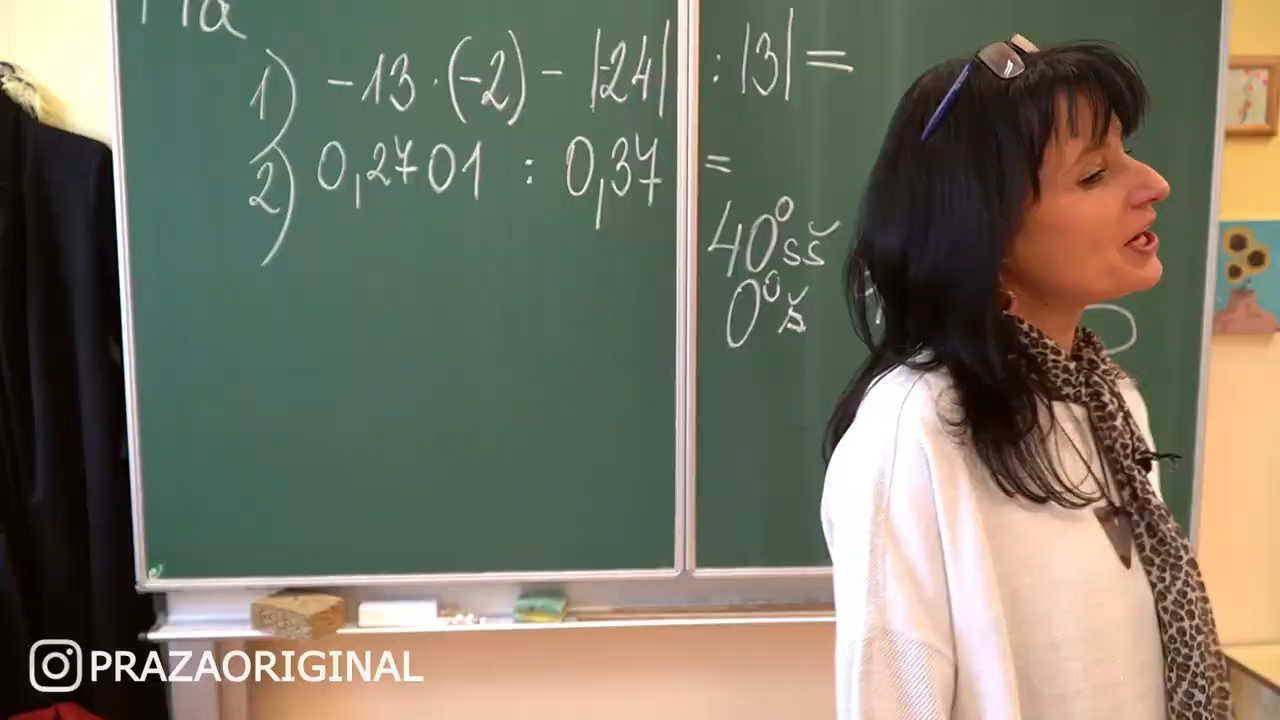 1) -13 · (-2) - |-24| : |3| =
2) 0,2701 : 0,37 =
40° sš
0° š
PRAZAORIGINAL